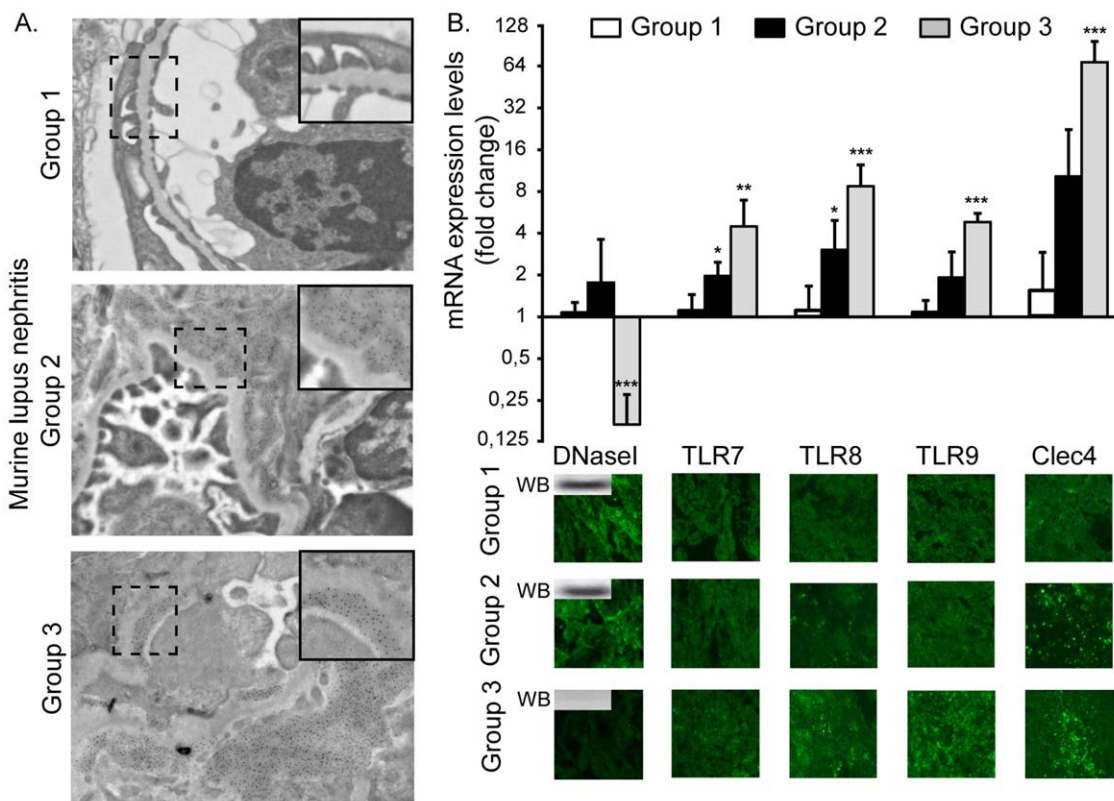 A.
Murine lupus nephritis
Group 1
Group 2
Group 3
B.
Group 1 Group 2 Group 3
mRNA expression levels
(fold change)
128
64
32
16
8
4
2
1
0,5
0,25
0,125
***
* **
* ***
***
***
DNaseI TLR7 TLR8 TLR9 Clec4
Group 1
WB
Group 2
WB
Group 3
WB